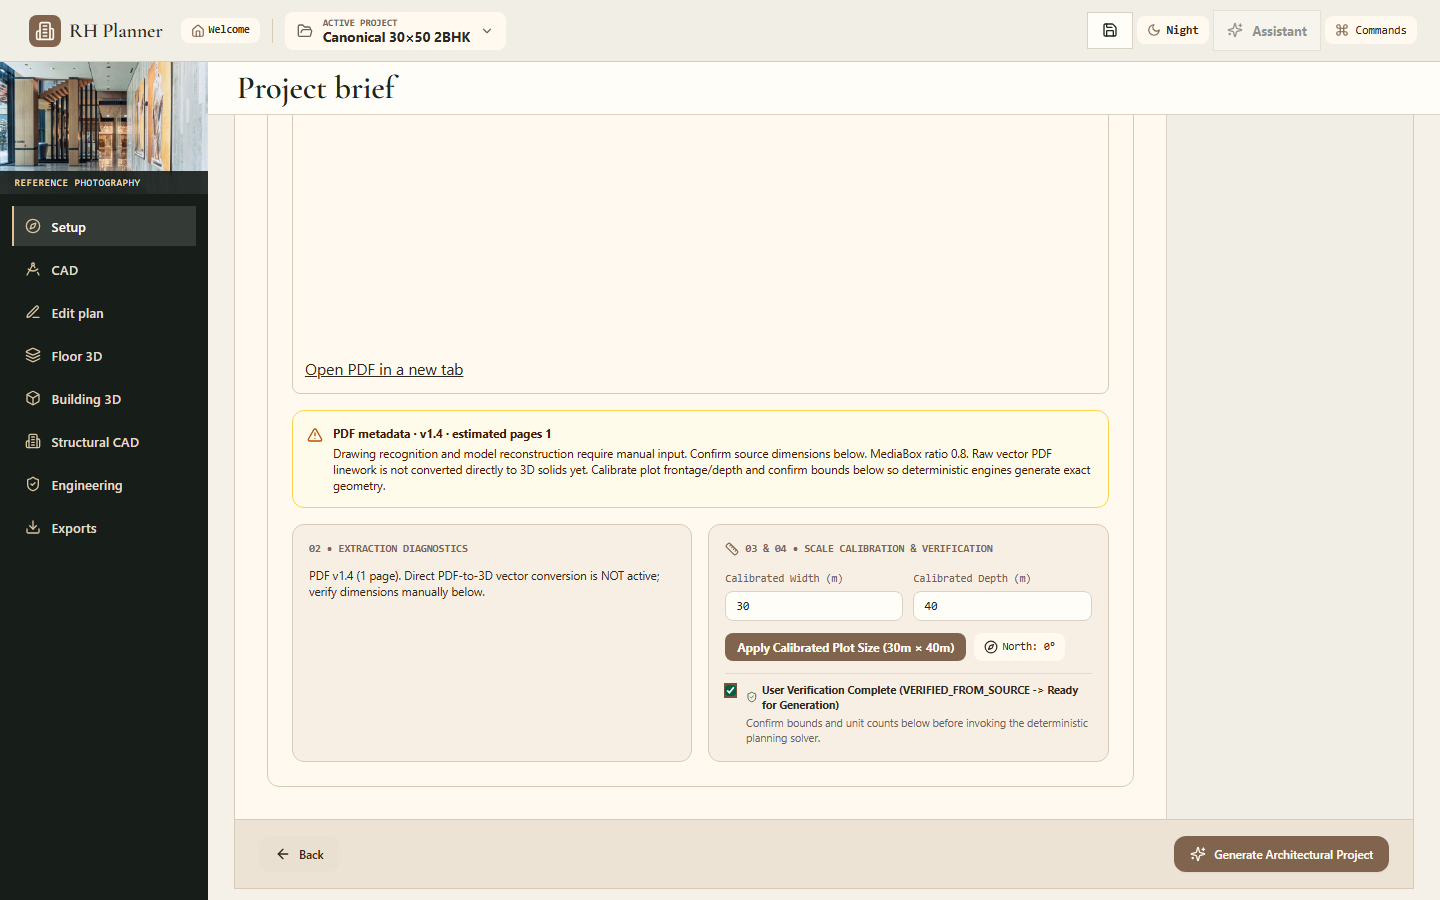 RH Planner
Welcome
ACTIVE PROJECT
Canonical 30×50 2BHK
Night
Assistant
Commands
REFERENCE PHOTOGRAPHY
Setup
CAD
Edit plan
Floor 3D
Building 3D
Structural CAD
Engineering
Exports
Project brief
Open PDF in a new tab
PDF metadata · v1.4 · estimated pages 1
Drawing recognition and model reconstruction require manual input. Confirm source dimensions below. MediaBox ratio 0.8. Raw vector PDF
linework is not converted directly to 3D solids yet. Calibrate plot frontage/depth and confirm bounds below so deterministic engines generate exact
geometry.
02 • EXTRACTION DIAGNOSTICS
PDF v1.4 (1 page). Direct PDF-to-3D vector conversion is NOT active;
verify dimensions manually below.
03 & 04 • SCALE CALIBRATION & VERIFICATION
Calibrated Width (m)
Calibrated Depth (m)
30
40
Apply Calibrated Plot Size (30m × 40m)
North: 0°
User Verification Complete (VERIFIED_FROM_SOURCE -> Ready
for Generation)
Confirm bounds and unit counts below before invoking the deterministic
planning solver.
Back
Generate Architectural Project